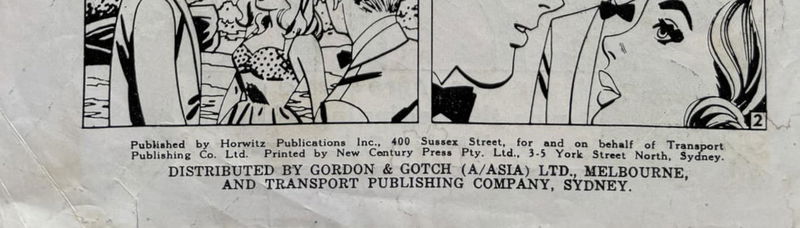 2
Published by Horwitz Publications Inc., 400 Sussex Street, for and on behalf of Transport
Publishing Co. Ltd. Printed by New Century Press Pty. Ltd., 3-5 York Street North, Sydney.
DISTRIBUTED BY GORDON & GOTCH (A/ASIA) LTD., MELBOURNE,
AND TRANSPORT PUBLISHING COMPANY, SYDNEY.